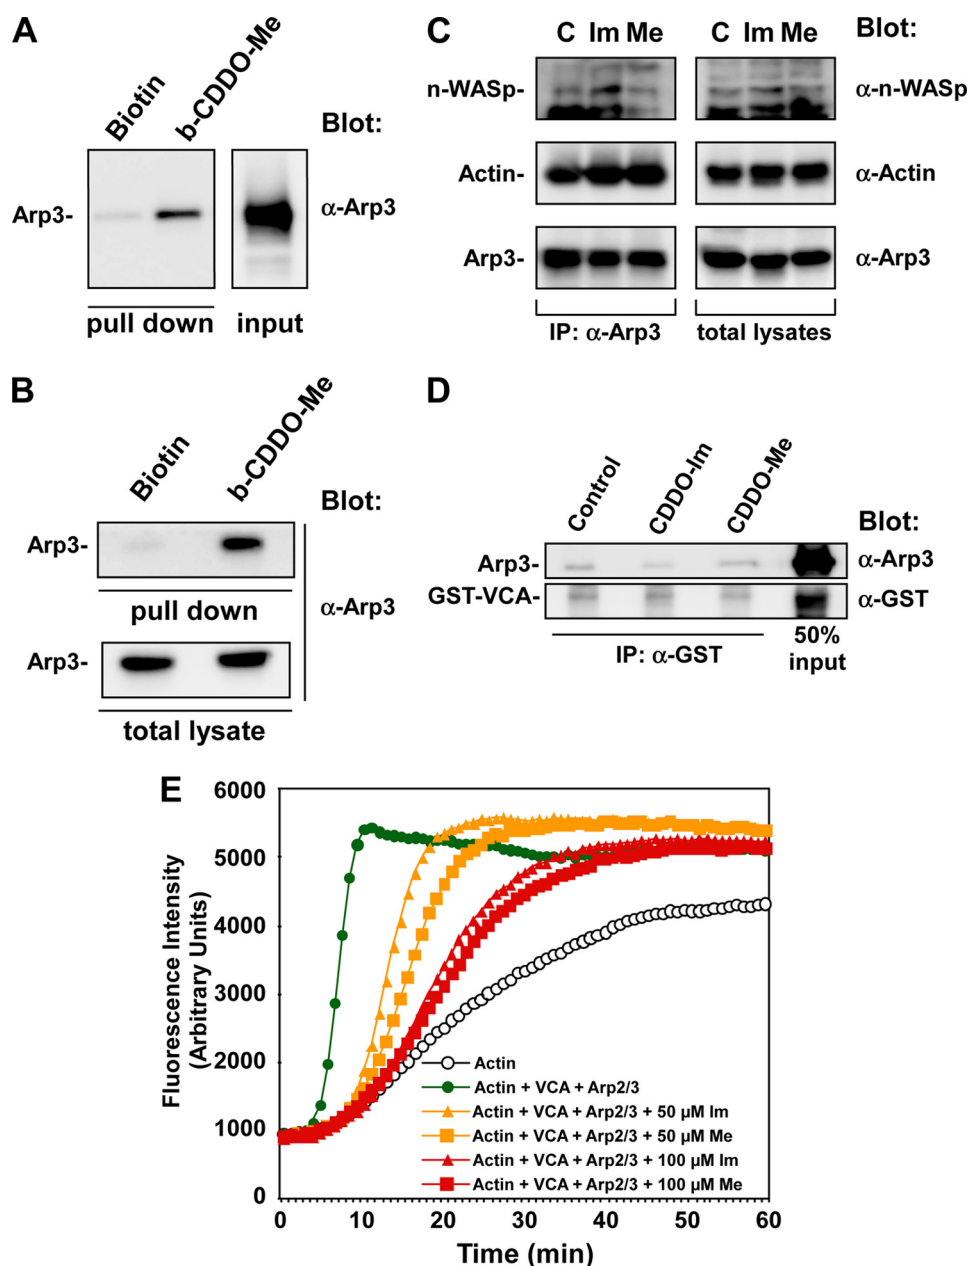 A
Biotin
b-CDDO-Me
Blot:
Arp3-
α-Arp3
pull down
input
B
Biotin
b-CDDO-Me
Blot:
Arp3-
pull down
α-Arp3
Arp3-
total lysate
C
C Im Me
C Im Me
Blot:
n-WASp-
α-n-WASp
Actin-
α-Actin
Arp3-
α-Arp3
IP: α-Arp3
total lysates
D
Control
CDDO-Im
CDDO-Me
Blot:
Arp3-
α-Arp3
GST-VCA-
α-GST
IP: α-GST
50%
input
E
Fluorescence Intensity
(Arbitrary Units)
6000
5000
4000
3000
2000
1000
0
Actin
Actin + VCA + Arp2/3
Actin + VCA + Arp2/3 + 50 µM Im
Actin + VCA + Arp2/3 + 50 µM Me
Actin + VCA + Arp2/3 + 100 µM Im
Actin + VCA + Arp2/3 + 100 µM Me
0 10 20 30 40 50 60
Time (min)